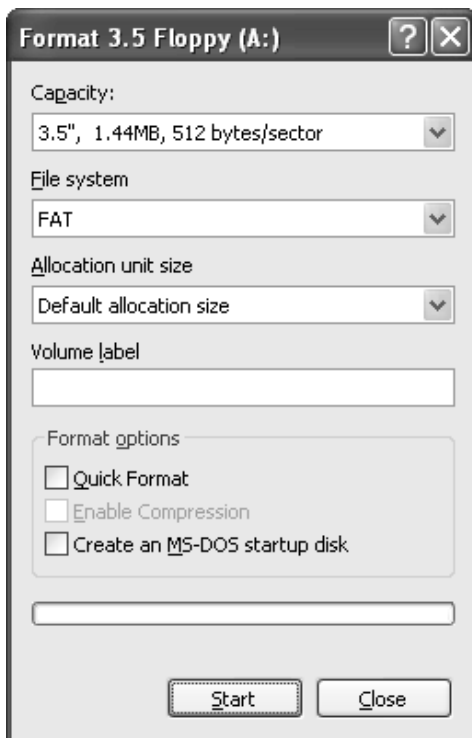 Format 3.5 Floppy (A:)
Capacity:
3.5", 1.44MB, 512 bytes/sector
File system
FAT
Allocation unit size
Default allocation size
Volume label
Format options
Quick Format
Enable Compression
Create an MS-DOS startup disk
Start Close